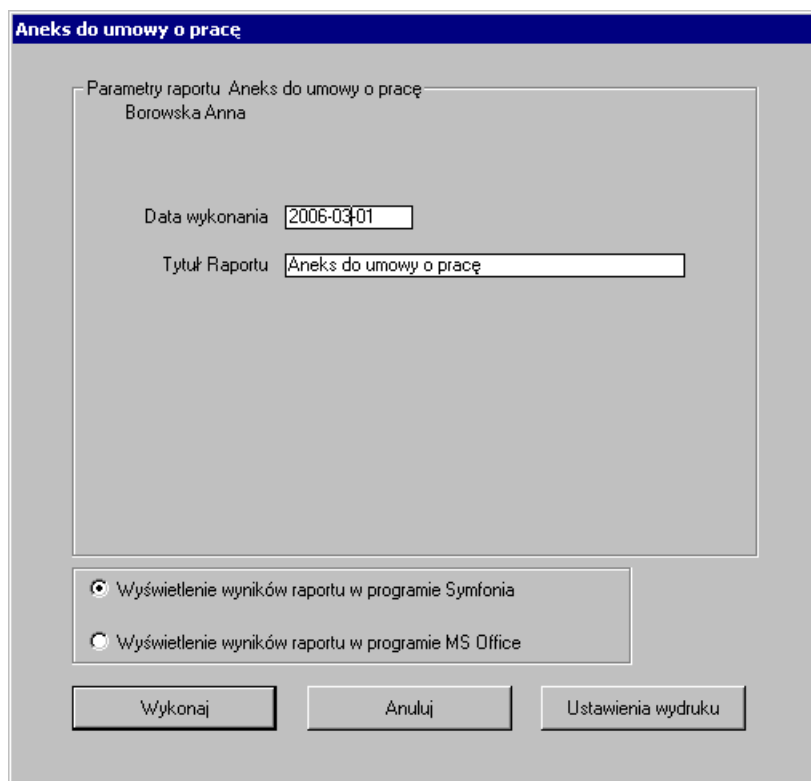 Aneks do umowy o pracę
Parametry raportu Aneks do umowy o pracę
Borowska Anna
Data wykonania 2006-03-01
Tytuł Raportu Aneks do umowy o pracę
Wyświetlenie wyników raportu w programie Symfonia
Wyświetlenie wyników raportu w programie MS Office
Wykonaj Anuluj Ustawienia wydruku